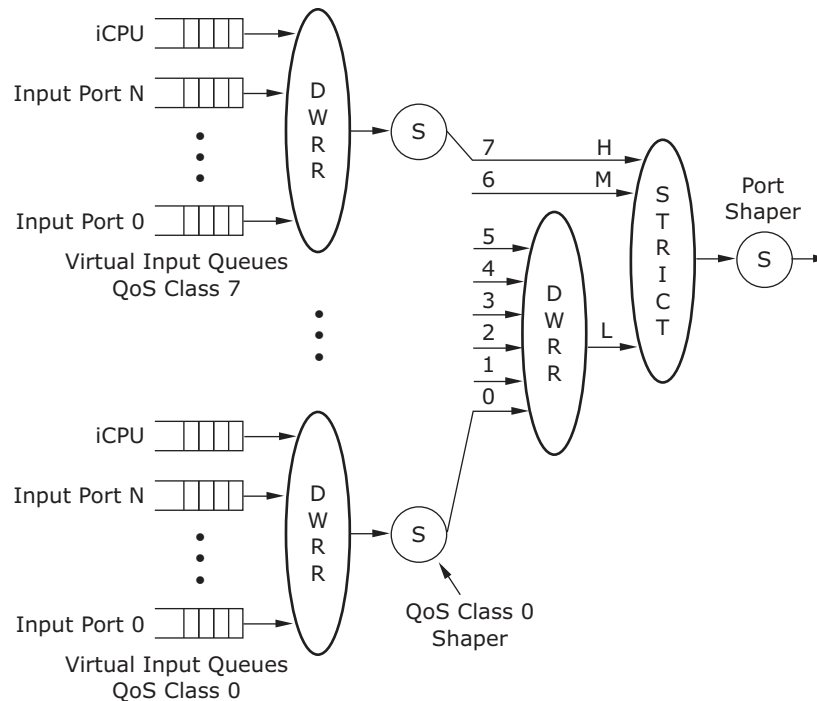 iCPU
Input Port N
Input Port 0
Virtual Input Queues
QoS Class 7
D
W
R
R
S
7
H
6
M
5
4
3
2
1
0
D
W
R
R
L
S
T
R
I
C
T
Port
Shaper
S
iCPU
Input Port N
Input Port 0
Virtual Input Queues
QoS Class 0
D
W
R
R
S
QoS Class 0
Shaper